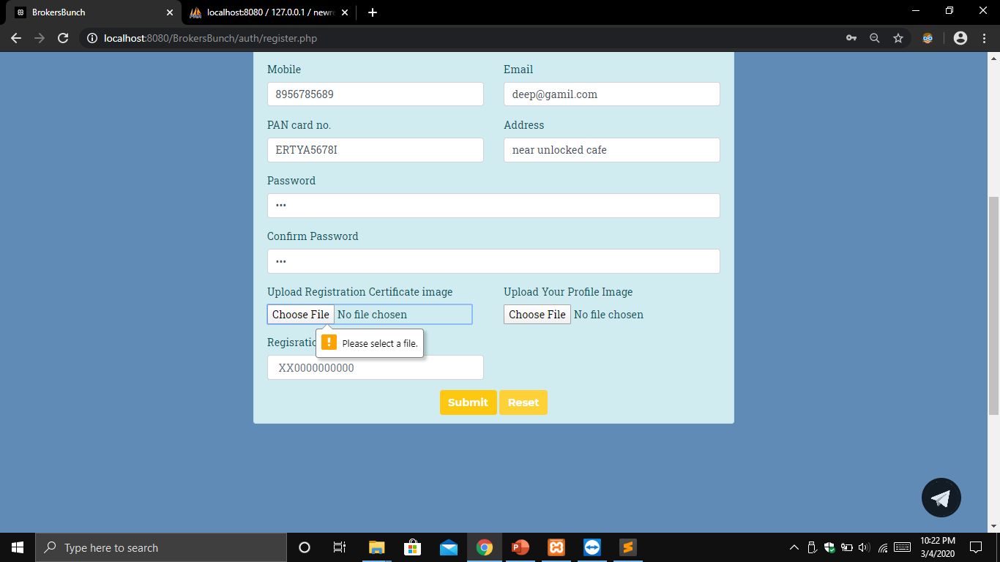 BrokersBunch
localhost:8080 / 127.0.0.1 / newre
localhost:8080/BrokersBunch/auth/register.php
Mobile Email
8956785689 deep@gamil.com
PAN card no. Address
ERTYA5678I near unlocked cafe
Password
•••
Confirm Password
•••
Upload Registration Certificate image Upload Your Profile Image
Choose File No file chosen Choose File No file chosen
Please select a file.
Regisratio
XX0000000000
Submit Reset
Type here to search
10:22 PM
3/4/2020